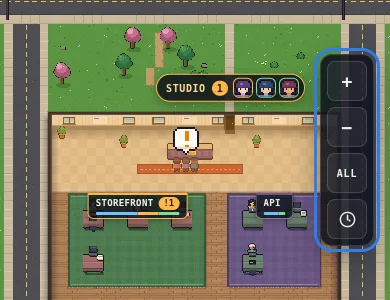 STUDIO 1
+
−
ALL
STOREFRONT !1
API
!